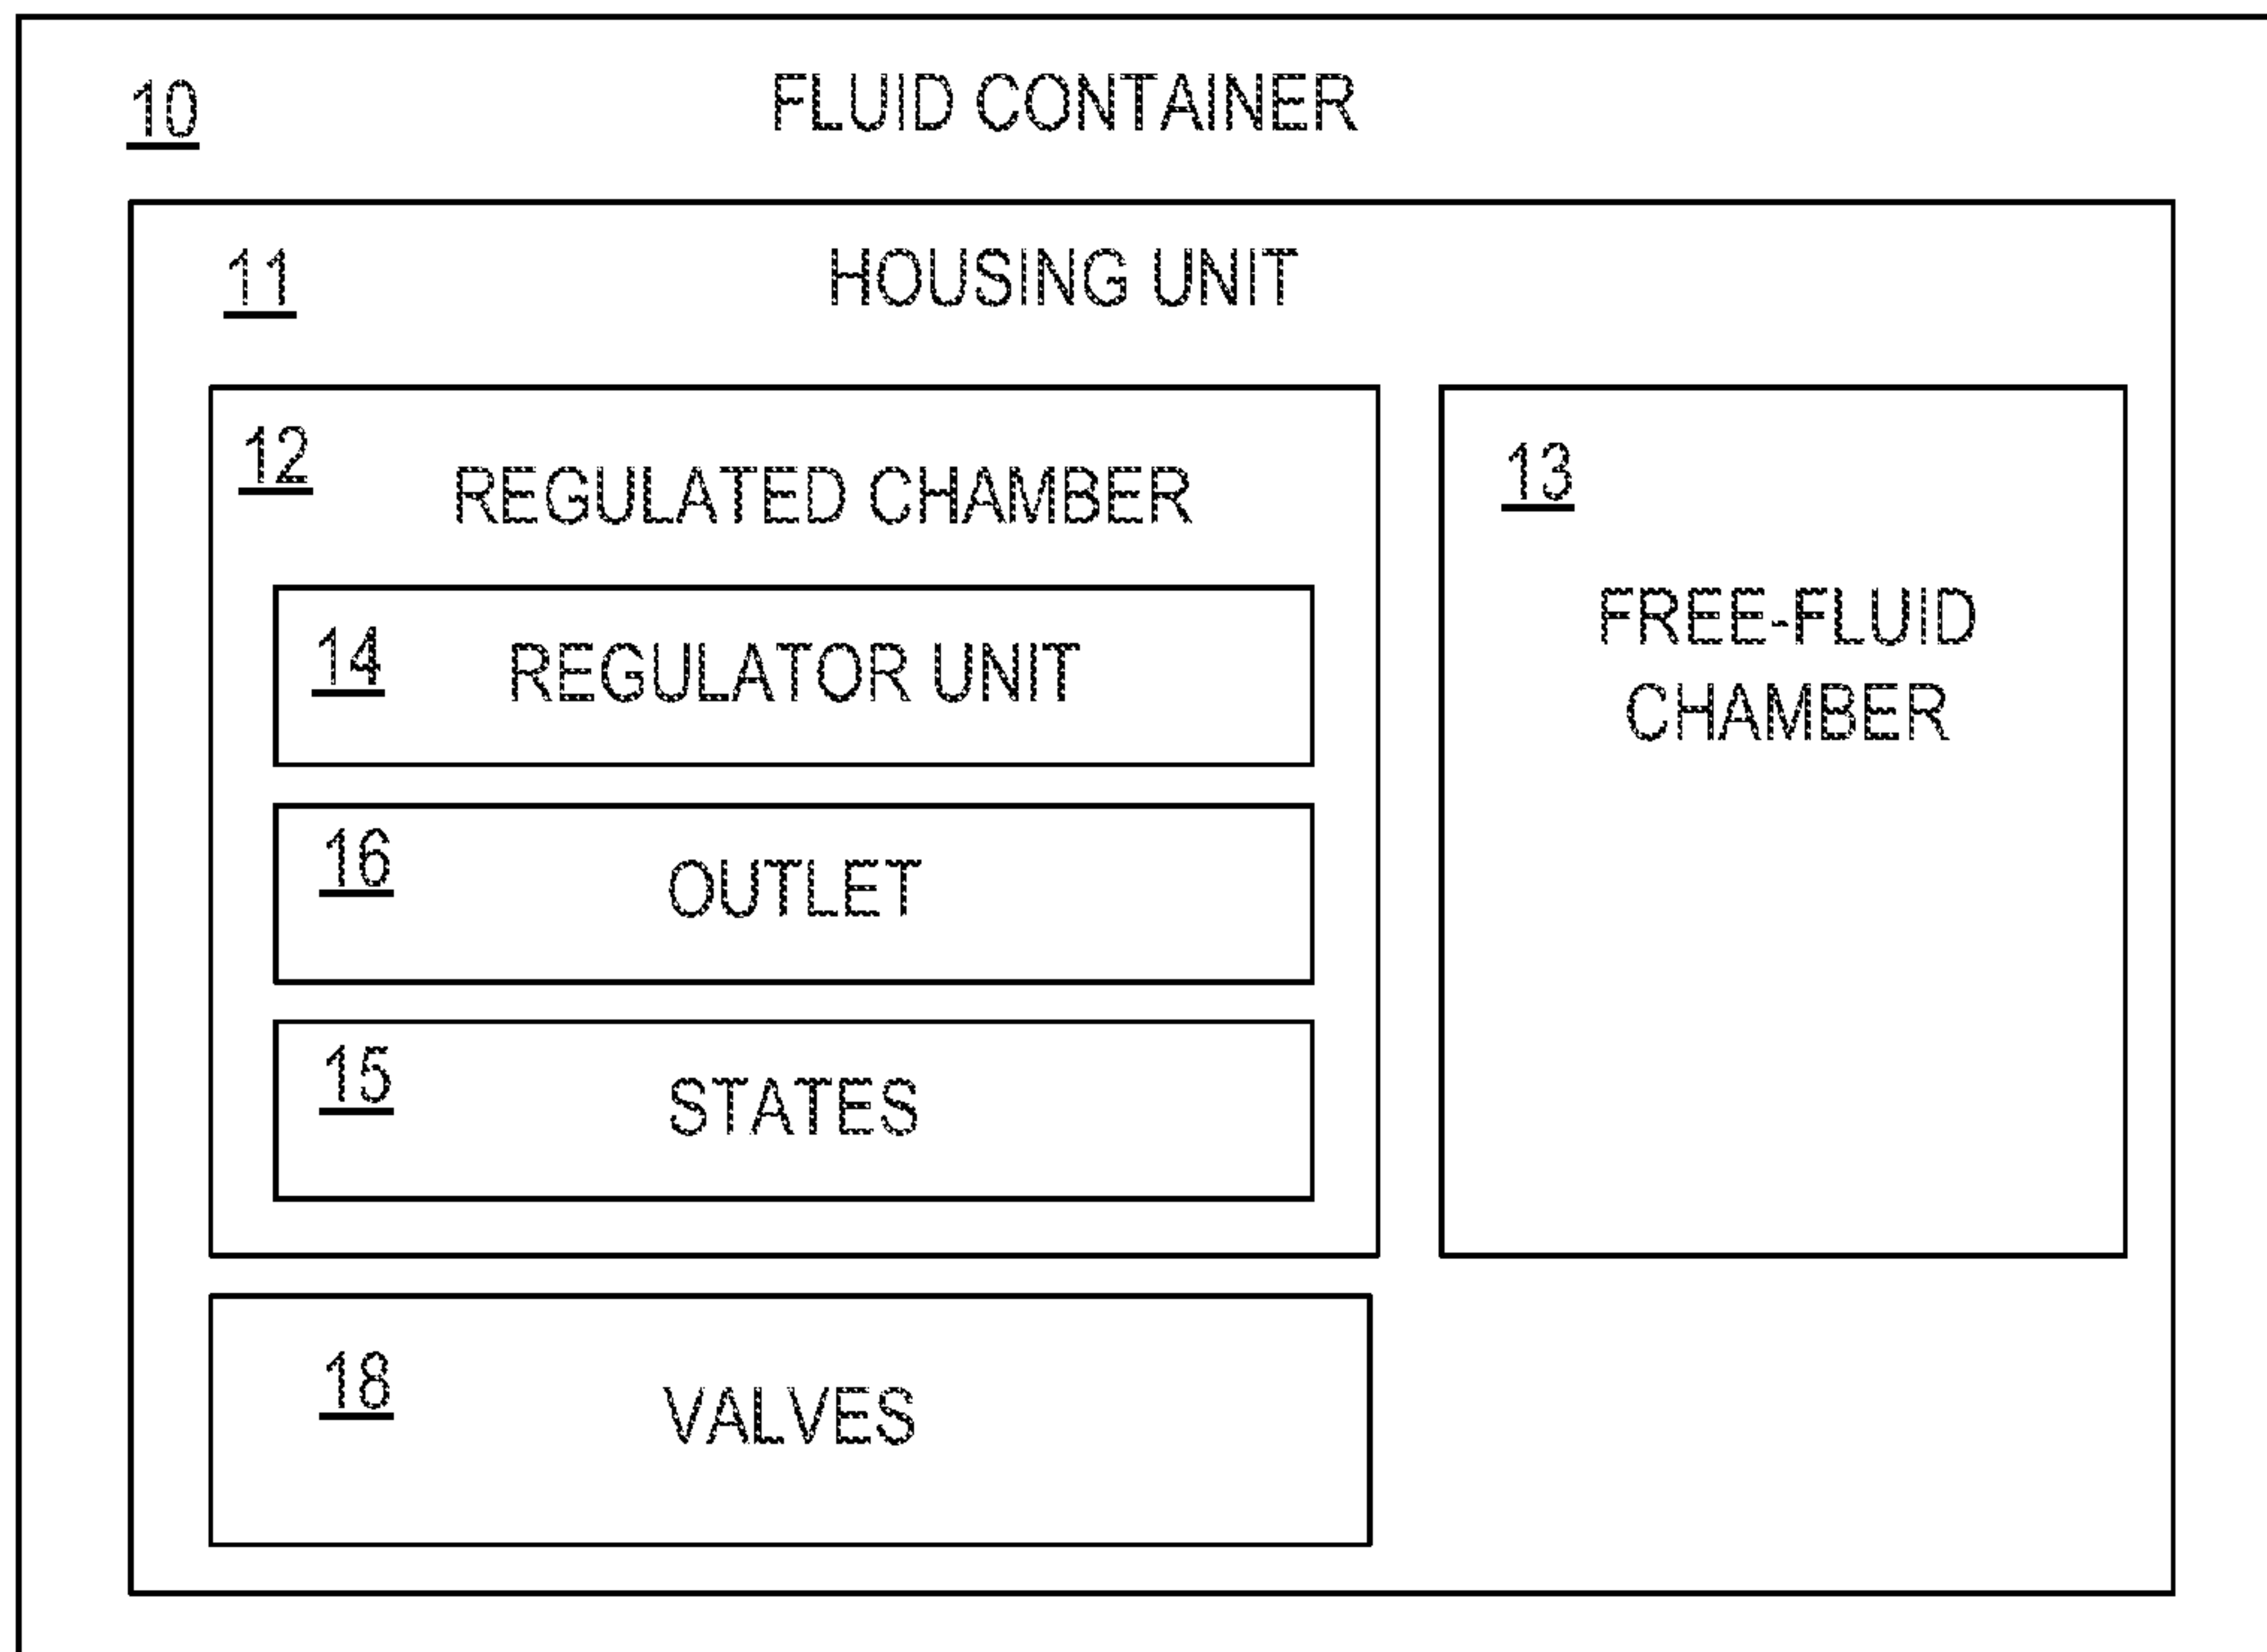 10
FLUID CONTAINER
11
HOUSING UNIT
12
REGULATED CHAMBER
14
REGULATOR UNIT
16
OUTLET
15
STATES
13
FREE-FLUID
CHAMBER
18
VALVES